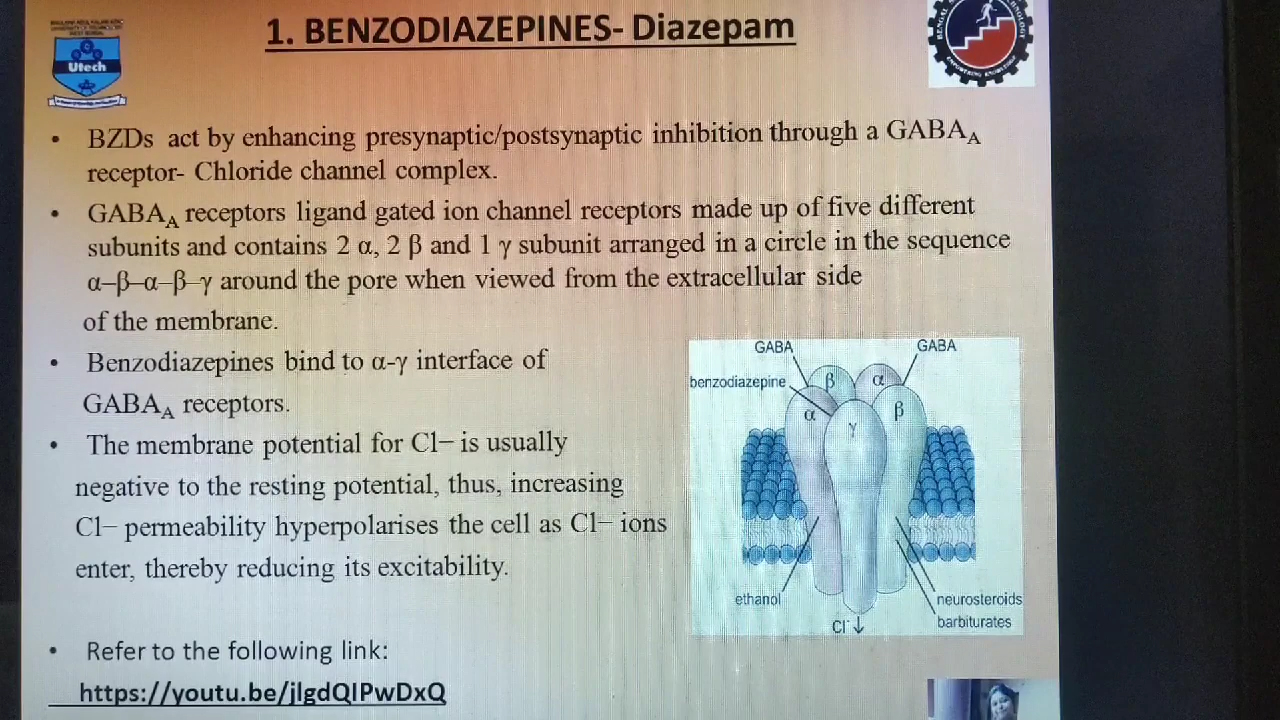 1. BENZODIAZEPINES- Diazepam
Utech
• BZDs act by enhancing presynaptic/postsynaptic inhibition through a GABAA
receptor- Chloride channel complex.
• GABAA receptors ligand gated ion channel receptors made up of five different
subunits and contains 2 α, 2 β and 1 γ subunit arranged in a circle in the sequence
α–β–α–β–γ around the pore when viewed from the extracellular side
of the membrane.
• Benzodiazepines bind to α-γ interface of
GABAA receptors.
• The membrane potential for Cl− is usually
negative to the resting potential, thus, increasing
Cl− permeability hyperpolarises the cell as Cl− ions
enter, thereby reducing its excitability.
GABA
GABA
benzodiazepine
β
α
α
β
γ
ethanol
neurosteroids
barbiturates
Cl⁻ ↓
• Refer to the following link:
https://youtu.be/jlgdQIPwDxQ